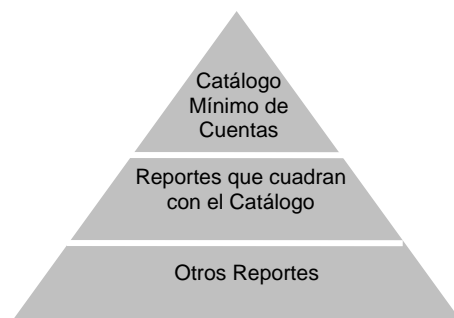 Catálogo
Mínimo de
Cuentas
Reportes que cuadran
con el Catálogo
Otros Reportes